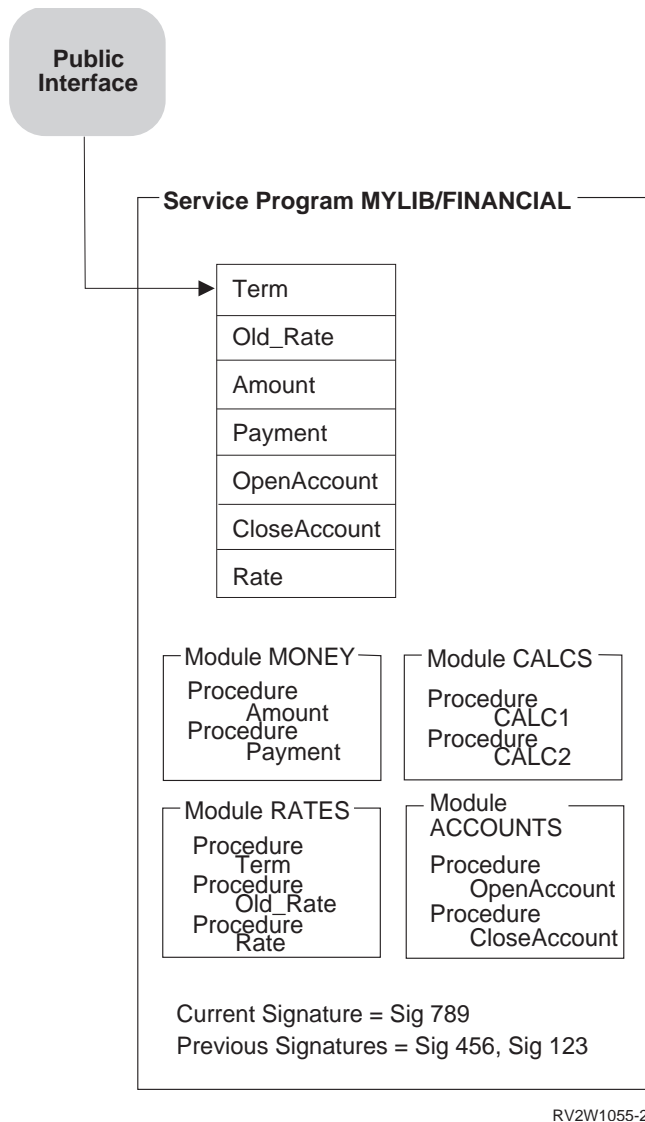 Public
Interface
Service Program MYLIB/FINANCIAL
Term
Old_Rate
Amount
Payment
OpenAccount
CloseAccount
Rate
Module MONEY
Procedure
Amount
Procedure
Payment
Module CALCS
Procedure
CALC1
Procedure
CALC2
Module RATES
Procedure
Term
Procedure
Old_Rate
Procedure
Rate
Module
ACCOUNTS
Procedure
OpenAccount
Procedure
CloseAccount
Current Signature = Sig 789
Previous Signatures = Sig 456, Sig 123
RV2W1055-2